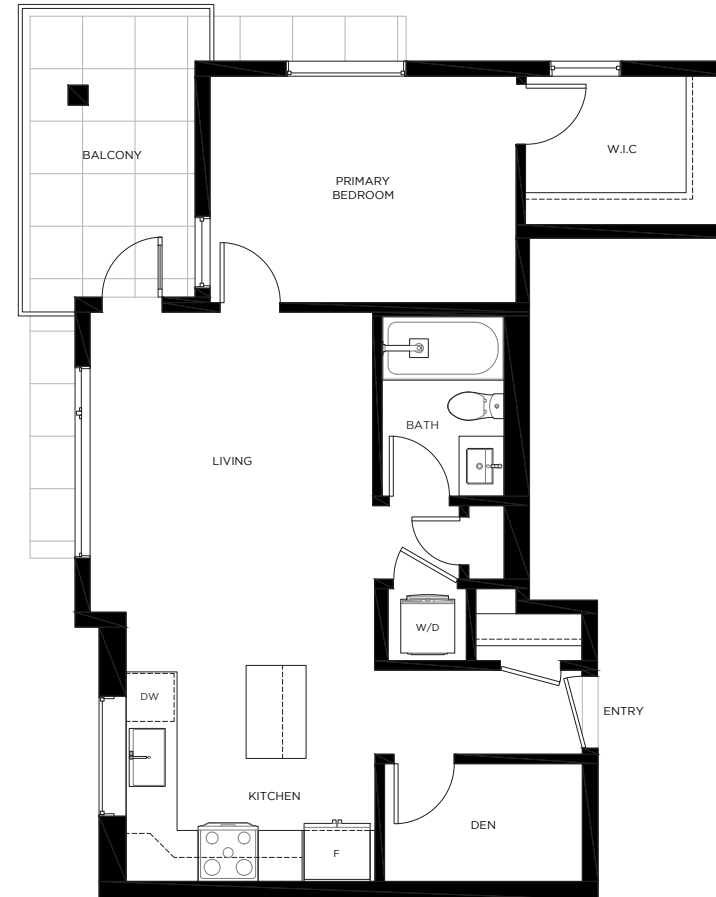 BALCONY
W.I.C
PRIMARY
BEDROOM
BATH
LIVING
W/D
DW
ENTRY
KITCHEN
DEN
F